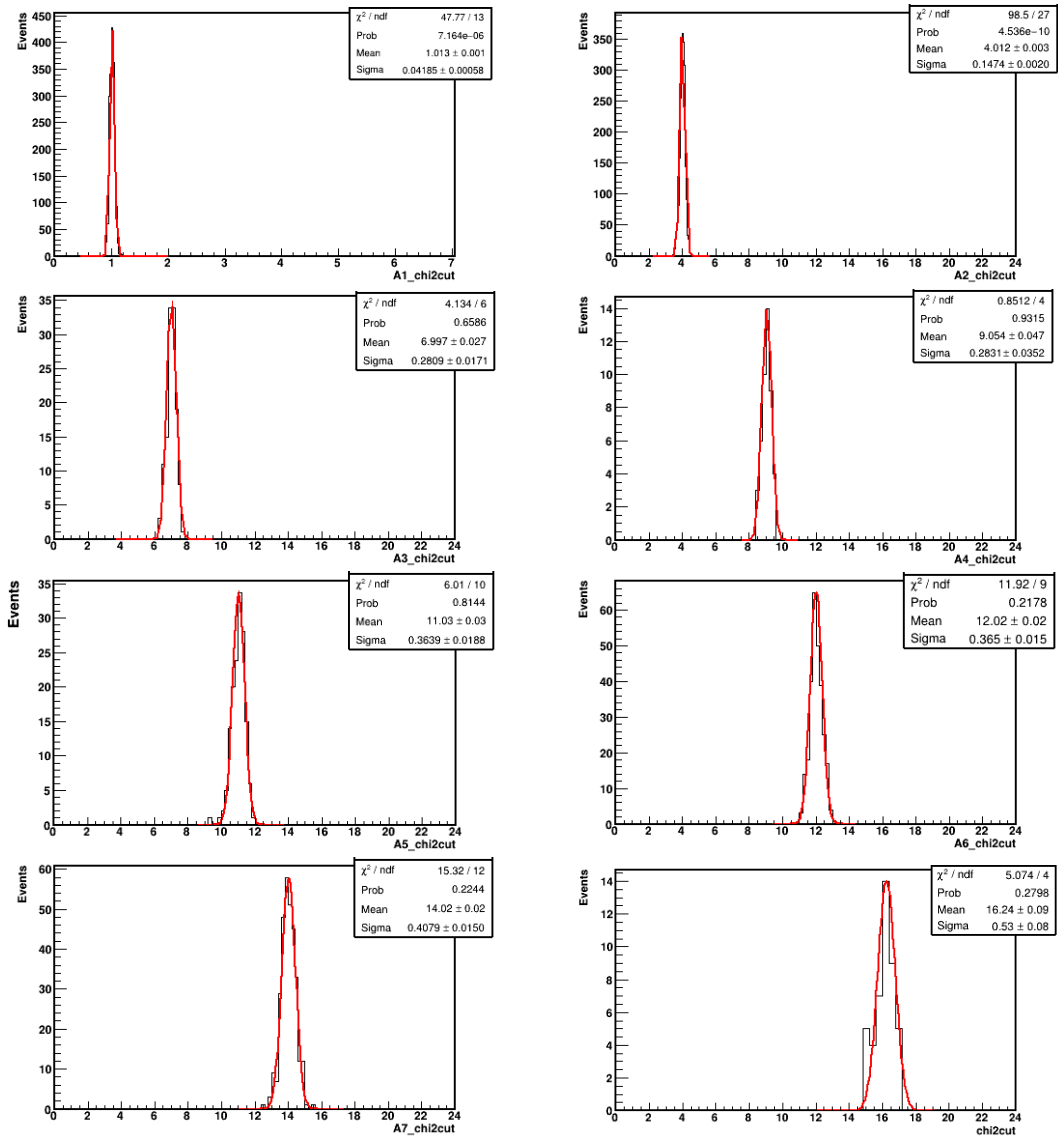 Events
χ² / ndf 47.77 / 13
Prob 7.164e−06
Mean 1.013 ± 0.001
Sigma 0.04185 ± 0.00058
450
400
350
300
250
200
150
100
50
0
0 1 2 3 4 5 6 7
A1_chi2cut
Events
χ² / ndf 98.5 / 27
Prob 4.536e−10
Mean 4.012 ± 0.003
Sigma 0.1474 ± 0.0020
350
300
250
200
150
100
50
0
0 2 4 6 8 10 12 14 16 18 20 22 24
A2_chi2cut
Events
χ² / ndf 4.134 / 6
Prob 0.6586
Mean 6.997 ± 0.027
Sigma 0.2809 ± 0.0171
35
30
25
20
15
10
5
0
0 2 4 6 8 10 12 14 16 18 20 22 24
A3_chi2cut
Events
χ² / ndf 0.8512 / 4
Prob 0.9315
Mean 9.054 ± 0.047
Sigma 0.2831 ± 0.0352
14
12
10
8
6
4
2
0
0 2 4 6 8 10 12 14 16 18 20 22 24
A4_chi2cut
Events
χ² / ndf 6.01 / 10
Prob 0.8144
Mean 11.03 ± 0.03
Sigma 0.3639 ± 0.0188
35
30
25
20
15
10
5
0
0 2 4 6 8 10 12 14 16 18 20 22 24
A5_chi2cut
Events
χ² / ndf 11.92 / 9
Prob 0.2178
Mean 12.02 ± 0.02
Sigma 0.365 ± 0.015
60
50
40
30
20
10
0
0 2 4 6 8 10 12 14 16 18 20 22 24
A6_chi2cut
Events
χ² / ndf 15.32 / 12
Prob 0.2244
Mean 14.02 ± 0.02
Sigma 0.4079 ± 0.0150
60
50
40
30
20
10
0
0 2 4 6 8 10 12 14 16 18 20 22 24
A7_chi2cut
Events
χ² / ndf 5.074 / 4
Prob 0.2798
Mean 16.24 ± 0.09
Sigma 0.53 ± 0.08
14
12
10
8
6
4
2
0
0 2 4 6 8 10 12 14 16 18 20 22 24
chi2cut